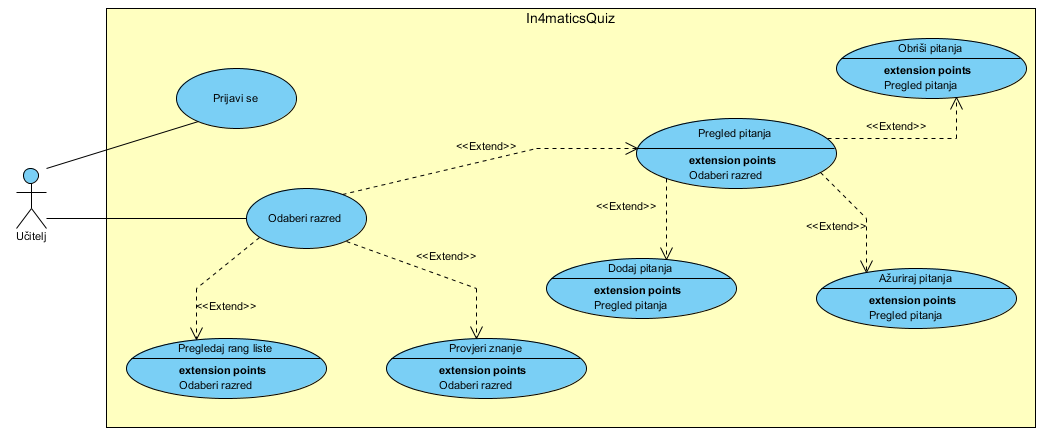 In4maticsQuiz
Obriši pitanja
extension points
Pregled pitanja
Prijavi se
<<Extend>>
Pregled pitanja
extension points
Odaberi razred
<<Extend>>
Učitelj
Odaberi razred
<<Extend>>
<<Extend>>
<<Extend>>
Dodaj pitanja
extension points
Pregled pitanja
Ažuriraj pitanja
extension points
Pregled pitanja
<<Extend>>
Pregledaj rang liste
extension points
Odaberi razred
Provjeri znanje
extension points
Odaberi razred